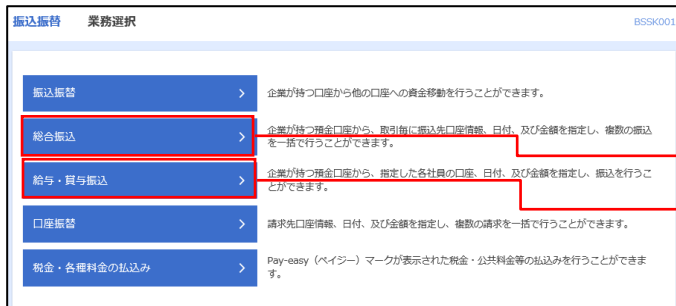 振込振替 業務選択 BSSK001
振込振替 企業が持つ口座から他の口座への資金移動を行うことができます。
総合振込 企業が持つ預金口座から、取引毎に振込先口座情報、日付、及び金額を指定し、複数の振込
を一括で行うことができます。
給与・賞与振込 企業が持つ預金口座から、指定した各社員の口座、日付、及び金額を指定し、振込を行うこ
とができます。
口座振替 請求先口座情報、日付、及び金額を指定し、複数の請求を一括で行うことができます。
税金・各種料金の払込み Pay-easy（ペイジー）マークが表示された税金・公共料金等の払込みを行うことができま
す。